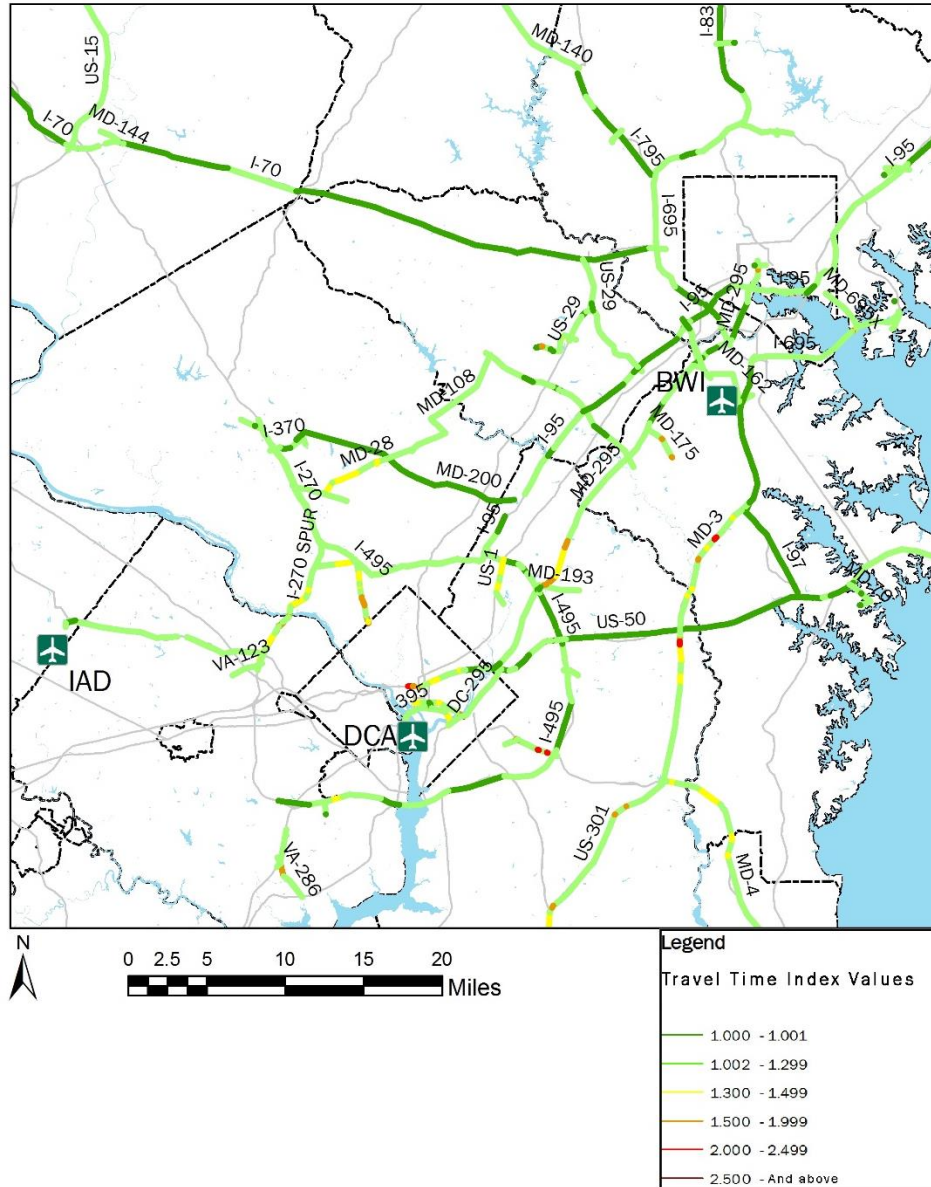 I-83
MD-140
US-15
I-70
MD-144
I-795
I-95
I-70
I-695
US-29
I-95
MD-295
I-95
MD-695X
US-29
I-695
MD-162
BWI
MD-108
I-370
MD-28
I-95
MD-175
MD-200
MD-295
I-270
I-95
MD-3
I-270 SPUR
I-495
US-1
MD-193
I-97
I-495
MD-70
US-50
VA-123
IAD
395
DC-295
DCA
I-495
US-301
VA-286
MD-4
N
0 2.5 5 10 15 20
Miles
Legend
Travel Time Index Values
1.000 - 1.001
1.002 - 1.299
1.300 - 1.499
1.500 - 1.999
2.000 - 2.499
2.500 - And above